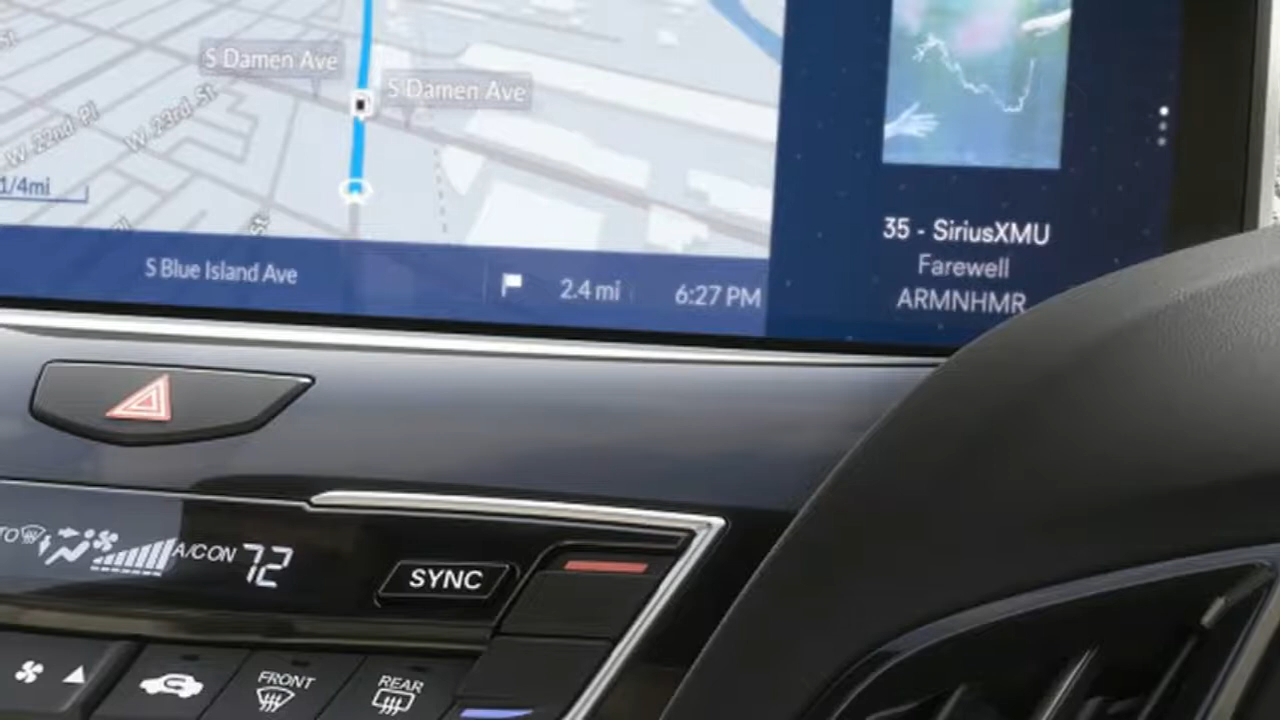 S Damen Ave
S Damen Ave
W. 22nd Pl
W. 23rd St
1/4mi
S Blue Island Ave
2.4 mi
6:27 PM
35 - SiriusXMU
Farewell
ARMNHMR
A/CON
72
SYNC
FRONT
REAR